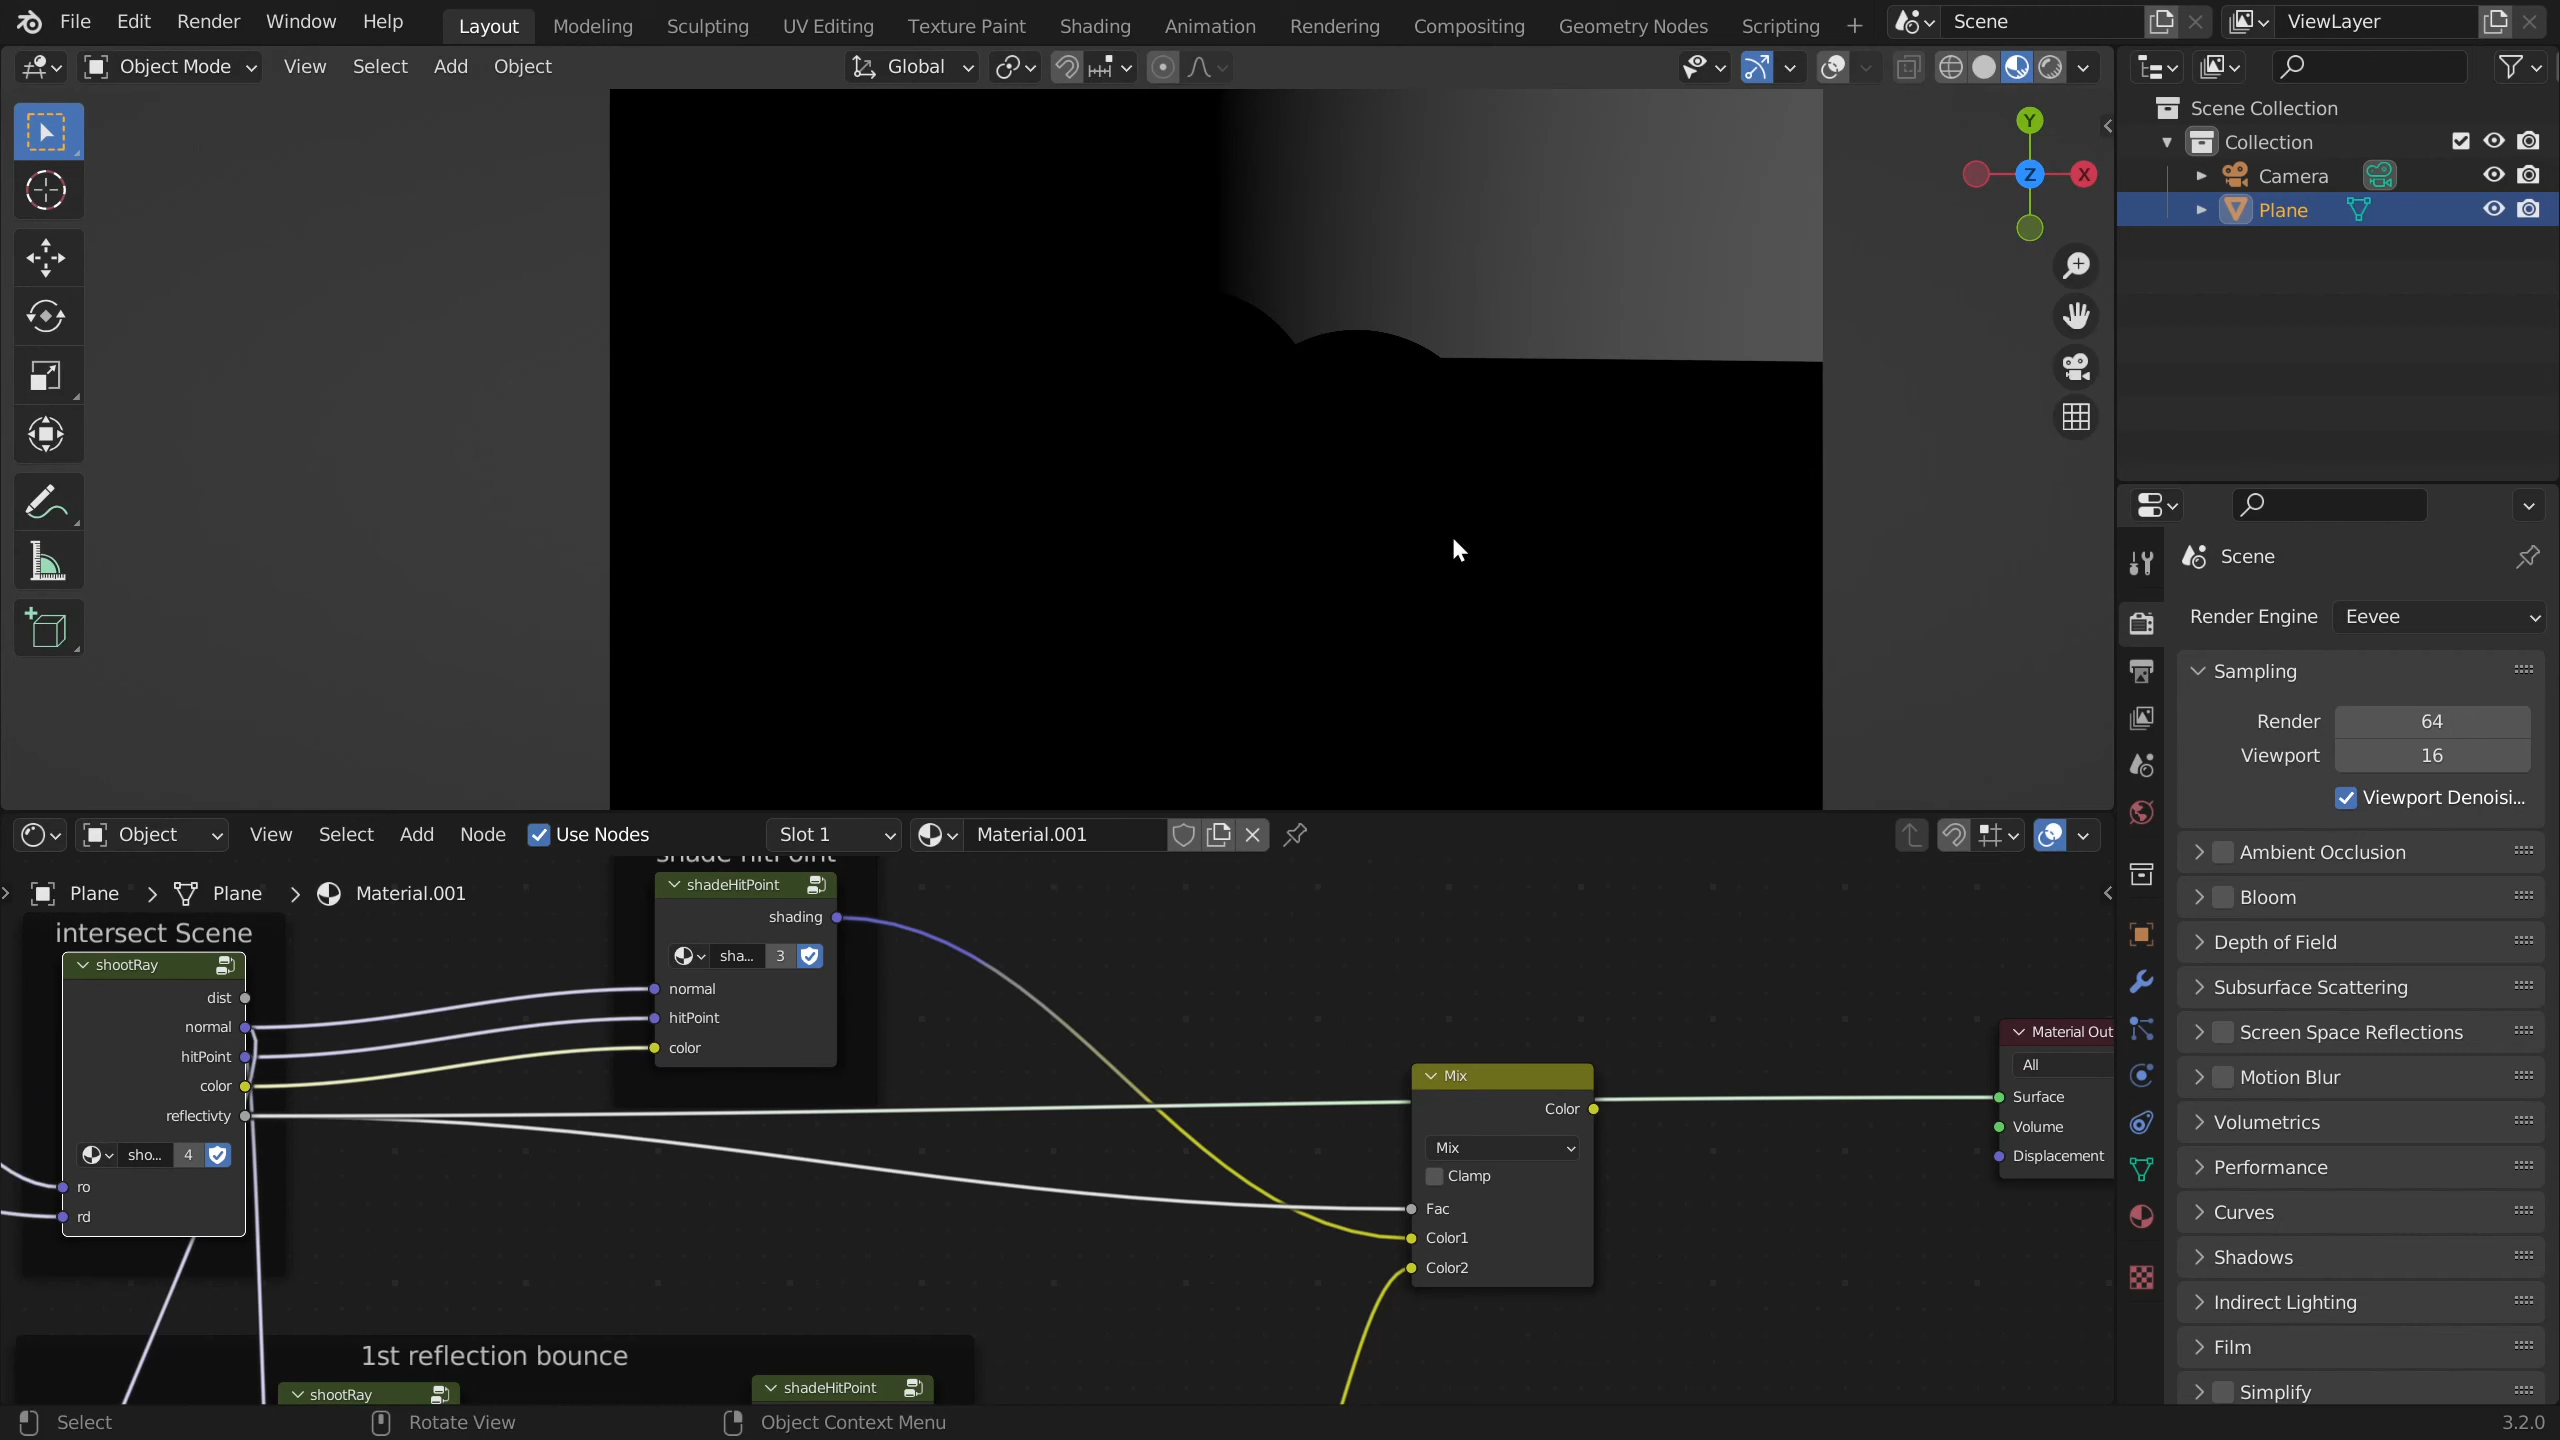 File Edit Render Window Help Layout Modeling Sculpting UV Editing Texture Paint Shading Animation Rendering Compositing Geometry Nodes Scripting + Scene ViewLayer
Object Mode View Select Add Object Global
Scene Collection
Collection
Camera
Plane
Y
Z
X
Scene
Render Engine Eevee
Sampling
Render 64
Viewport 16
Viewport Denoisi...
Ambient Occlusion
Bloom
Depth of Field
Subsurface Scattering
Screen Space Reflections
Motion Blur
Volumetrics
Performance
Curves
Shadows
Indirect Lighting
Film
Simplify
Object View Select Add Node Use Nodes Slot 1 Material.001
Plane > Plane > Material.001
shade hitPoint
shadeHitPoint
shading
sha... 3
normal
hitPoint
color
intersect Scene
shootRay
dist
normal
hitPoint
color
reflectivty
sho... 4
ro
rd
Mix
Color
Mix
Clamp
Fac
Color1
Color2
Material Out
All
Surface
Volume
Displacement
1st reflection bounce
shootRay
shadeHitPoint
Select Rotate View Object Context Menu 3.2.0